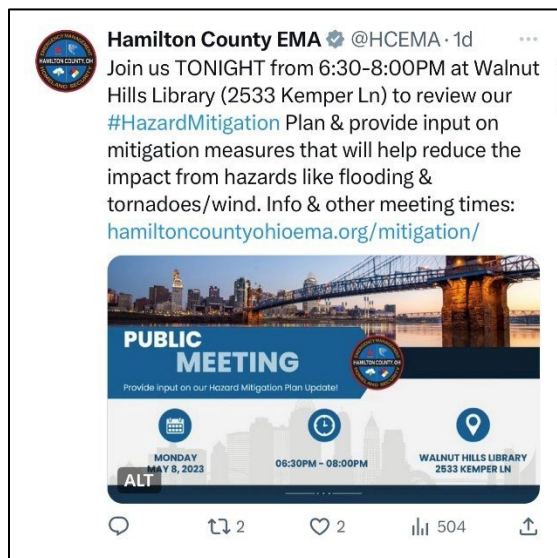 Hamilton County EMA @HCEMA · 1d ...
Join us TONIGHT from 6:30-8:00PM at Walnut
Hills Library (2533 Kemper Ln) to review our
#HazardMitigation Plan & provide input on
mitigation measures that will help reduce the
impact from hazards like flooding &
tornadoes/wind. Info & other meeting times:
hamiltoncountyohioema.org/mitigation/
PUBLIC
MEETING
Provide input on our Hazard Mitigation Plan Update!
HAMILTON COUNTY, OH
MONDAY
MAY 8, 2023
06:30PM - 08:00PM
WALNUT HILLS LIBRARY
2533 KEMPER LN
ALT
2
2
504